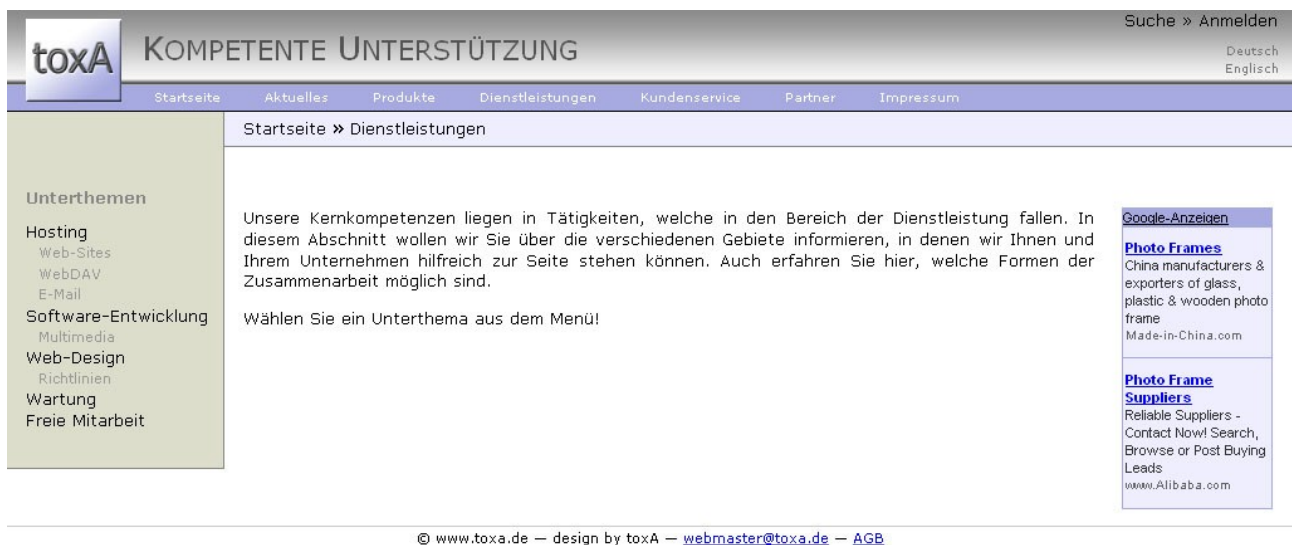 Suche » Anmelden
toxA
KOMPETENTE UNTERSTÜTZUNG
Deutsch
Englisch
Startseite Aktuelles Produkte Dienstleistungen Kundenservice Partner Impressum
Startseite » Dienstleistungen
Unterthemen
Hosting
Web-Sites
WebDAV
E-Mail
Software-Entwicklung
Multimedia
Web-Design
Richtlinien
Wartung
Freie Mitarbeit
Unsere Kernkompetenzen liegen in Tätigkeiten, welche in den Bereich der Dienstleistung fallen. In
diesem Abschnitt wollen wir Sie über die verschiedenen Gebiete informieren, in denen wir Ihnen und
Ihrem Unternehmen hilfreich zur Seite stehen können. Auch erfahren Sie hier, welche Formen der
Zusammenarbeit möglich sind.
Wählen Sie ein Unterthema aus dem Menü!
Google-Anzeigen
Photo Frames
China manufacturers &
exporters of glass,
plastic & wooden photo
frame
Made-in-China.com
Photo Frame
Suppliers
Reliable Suppliers -
Contact Now! Search,
Browse or Post Buying
Leads
www.Alibaba.com
© www.toxa.de — design by toxA — webmaster@toxa.de — AGB